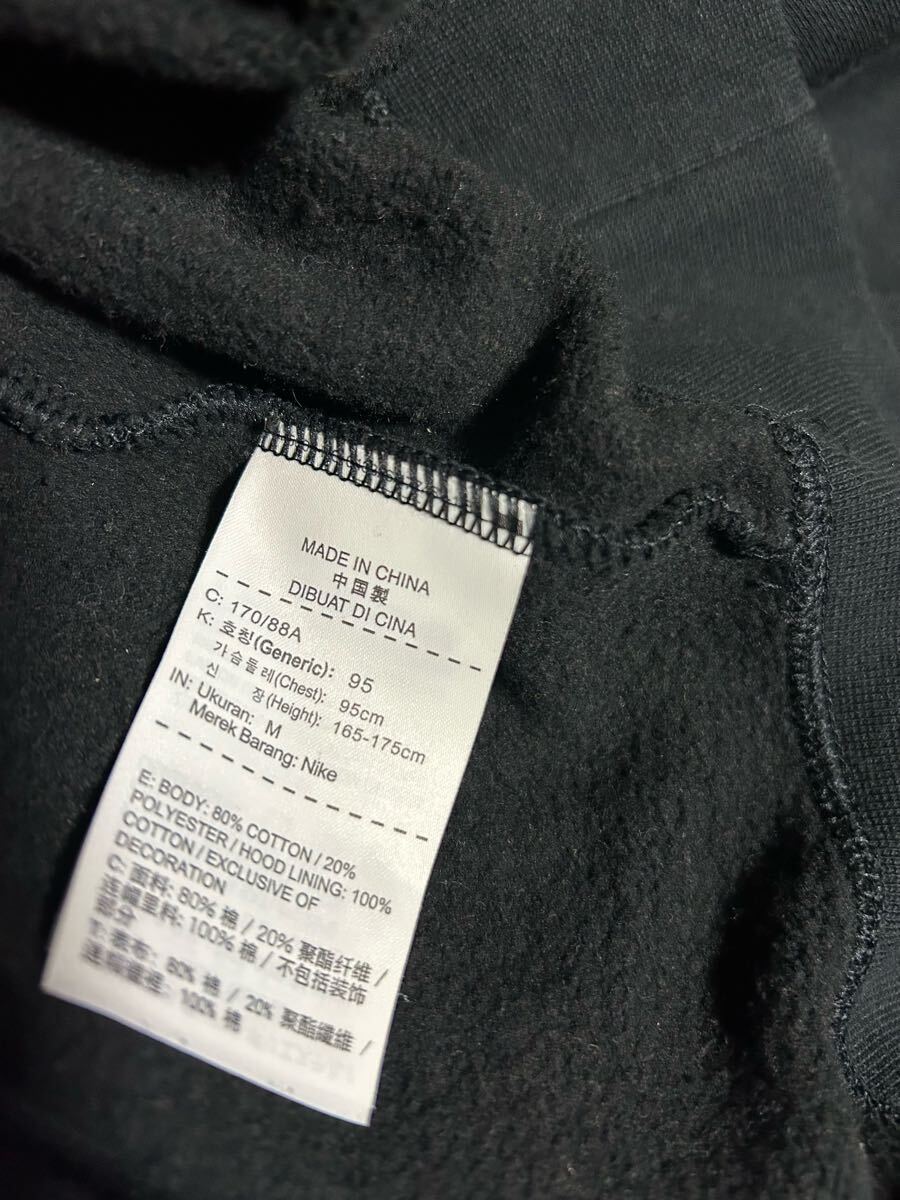 MADE IN CHINA
中国製
DIBUAT DI CINA
C: 170/88A
K: 호칭(Generic): 95
가슴둘레(Chest): 95cm
신 장(Height): 165-175cm
IN: Ukuran: M
Merek Barang: Nike
E: BODY: 80% COTTON / 20%
POLYESTER / HOOD LINING: 100%
COTTON / EXCLUSIVE OF
DECORATION
C: 面料: 80% 棉 / 20% 聚酯纤维 /
连帽里料: 100% 棉 / 不包括装饰
部分
T: 表布: 80% 棉 / 20% 聚酯纖維 /
100% 棉